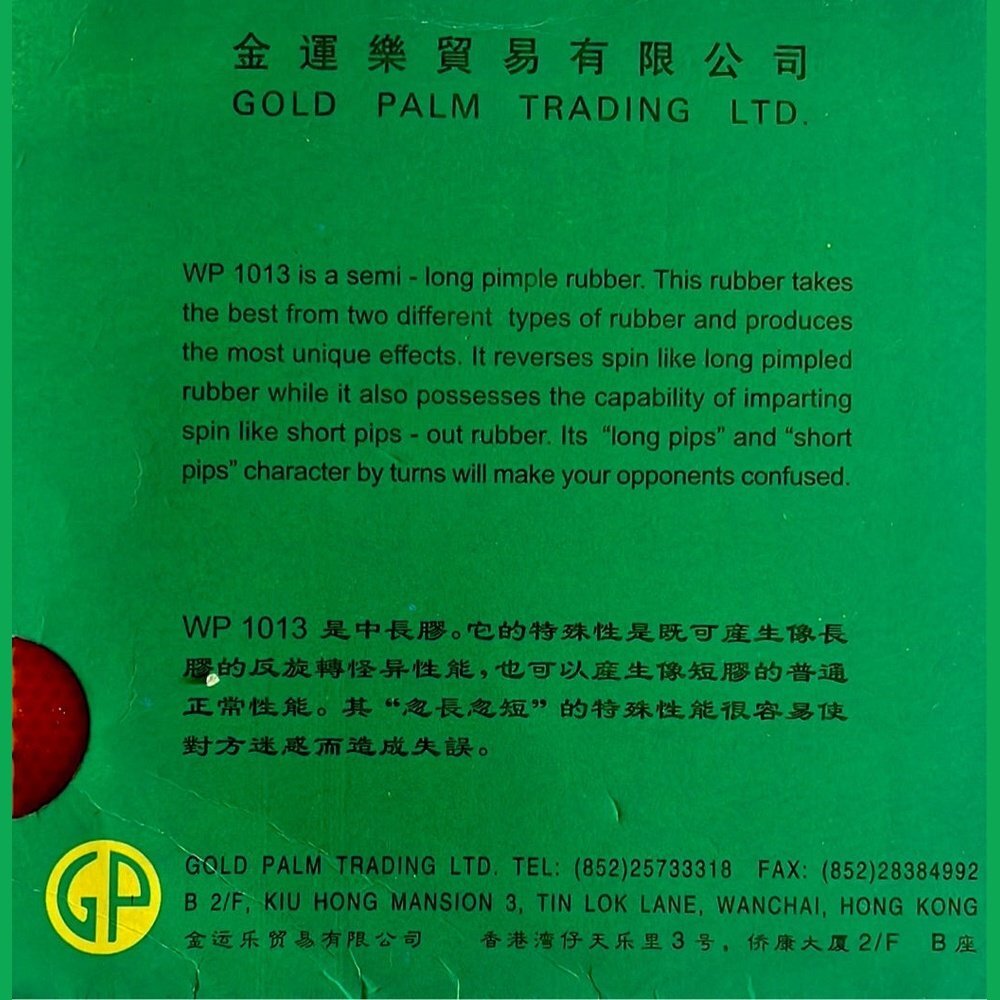 金運樂貿易有限公司
GOLD PALM TRADING LTD.
WP 1013 is a semi - long pimple rubber. This rubber takes
the best from two different types of rubber and produces
the most unique effects. It reverses spin like long pimpled
rubber while it also possesses the capability of imparting
spin like short pips - out rubber. Its “long pips” and “short
pips” character by turns will make your opponents confused.
WP 1013 是中長膠。它的特殊性是既可產生像長
膠的反旋轉怪异性能，也可以產生像短膠的普通
正常性能。其“忽長忽短”的特殊性能很容易使
對方迷惑而造成失誤。
GP
GOLD PALM TRADING LTD. TEL: (852)25733318 FAX: (852)28384992
B 2/F, KIU HONG MANSION 3, TIN LOK LANE, WANCHAI, HONG KONG
金运乐贸易有限公司 香港湾仔天乐里3号，侨康大厦2/F B座